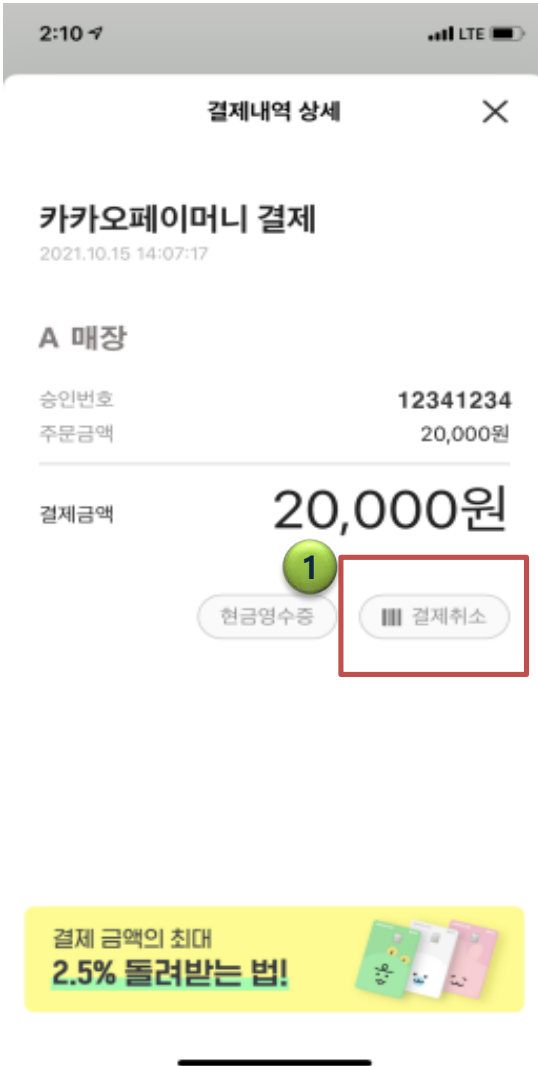 2:10
LTE
결제내역 상세
카카오페이머니 결제
2021.10.15 14:07:17
A 매장
승인번호 12341234
주문금액 20,000원
결제금액 20,000원
1
현금영수증 결제취소
결제 금액의 최대
2.5% 돌려받는 법!